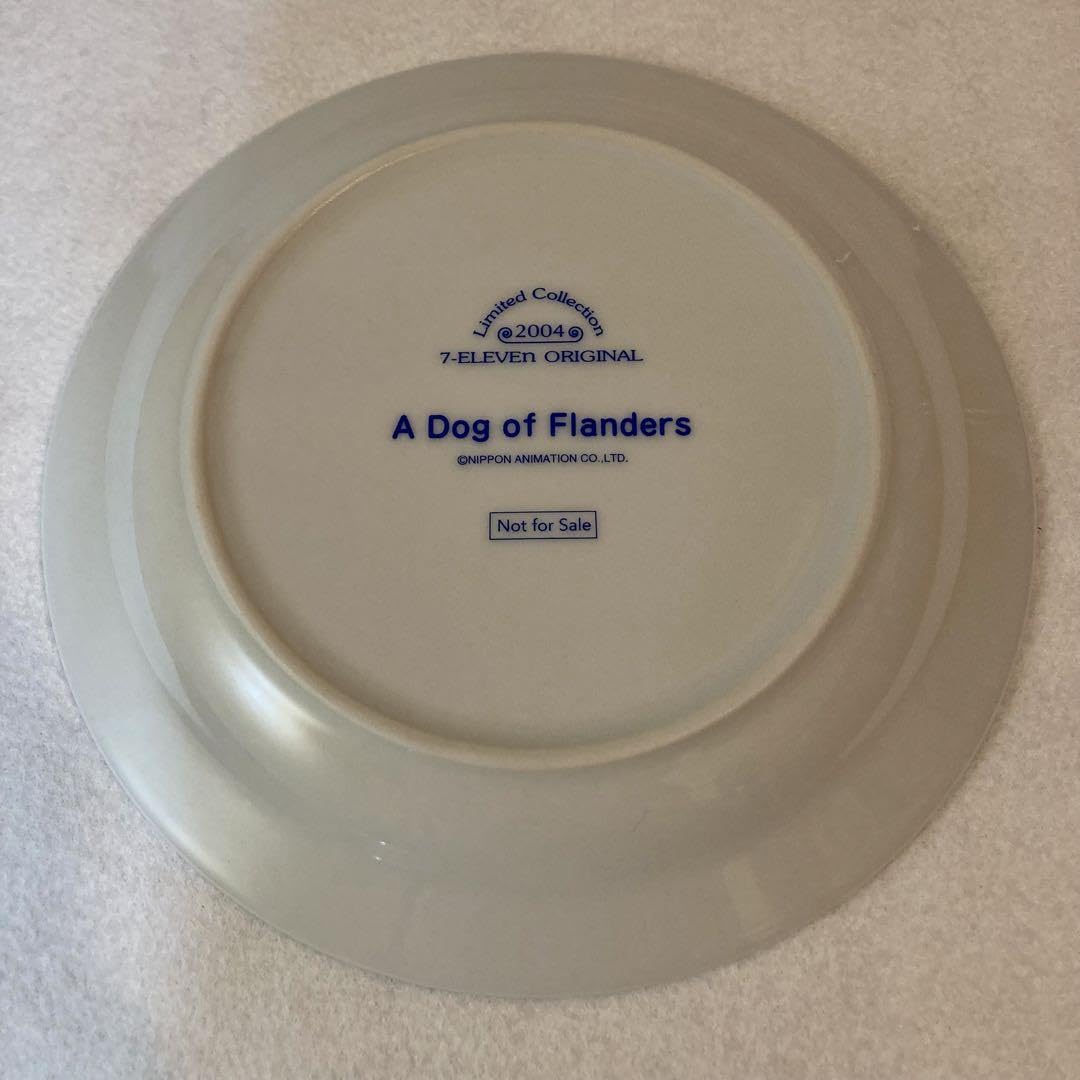 Limited Collection
2004
7-ELEVEn ORIGINAL
A Dog of Flanders
©NIPPON ANIMATION CO.,LTD.
Not for Sale